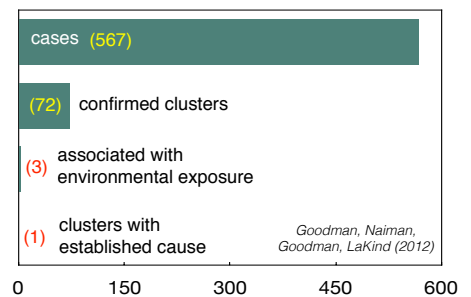 cases (567)
(72) confirmed clusters
(3) associated with
environmental exposure
(1) clusters with
established cause
Goodman, Naiman,
Goodman, LaKind (2012)
0 150 300 450 600